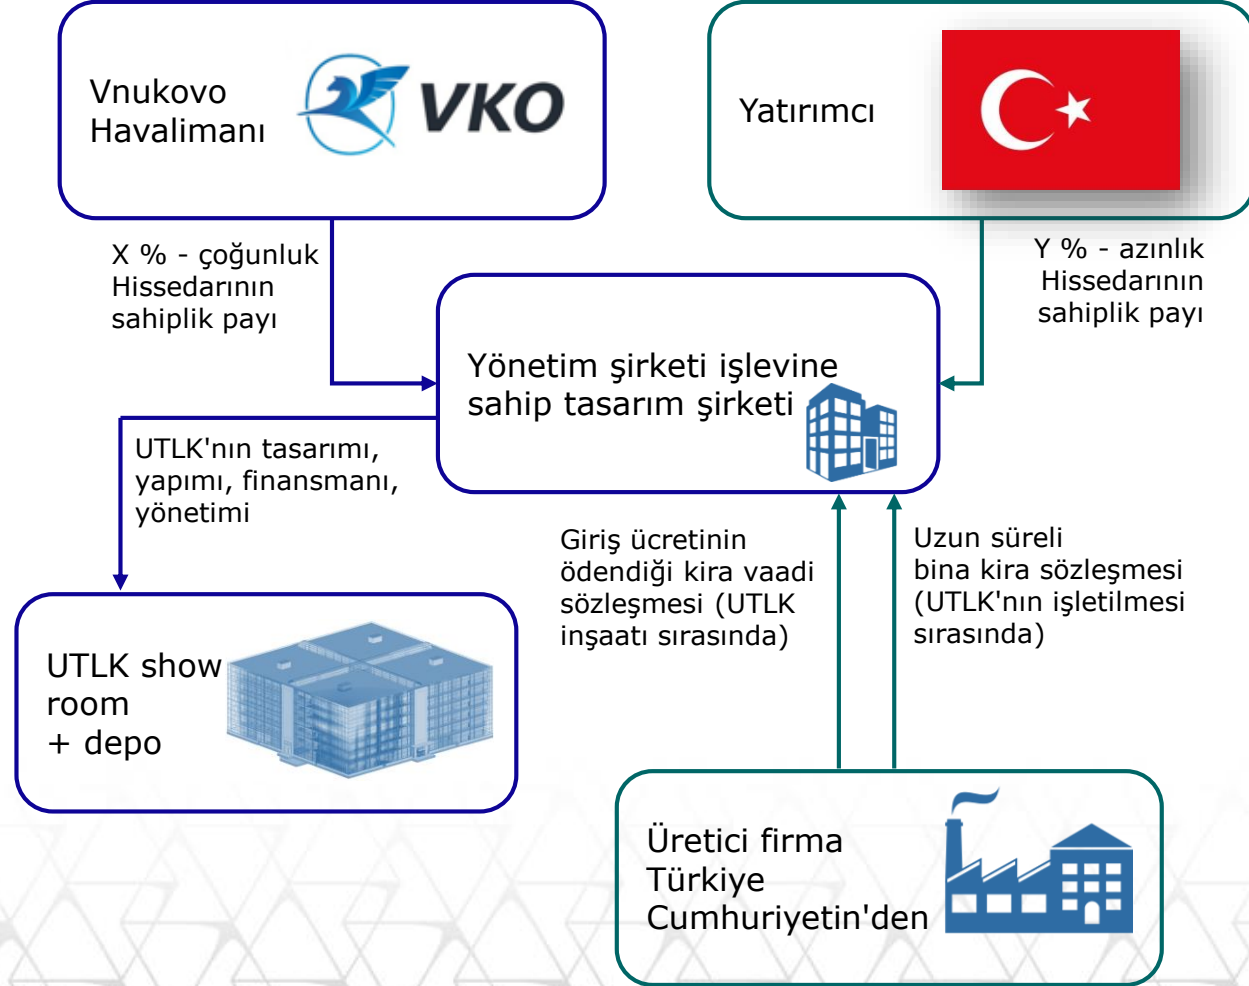 Vnukovo
Havalimanı
VKO
Yatırımcı
X % - çoğunluk
Hissedarının
sahiplik payı
Y % - azınlık
Hissedarının
sahiplik payı
Yönetim şirketi işlevine
sahip tasarım şirketi
UTLK'nın tasarımı,
yapımı, finansmanı,
yönetimi
Giriş ücretinin
ödendiği kira vaadi
sözleşmesi (UTLK
inşaatı sırasında)
Uzun süreli
bina kira sözleşmesi
(UTLK'nın işletilmesi
sırasında)
UTLK show
room
+ depo
Üretici firma
Türkiye
Cumhuriyetin'den